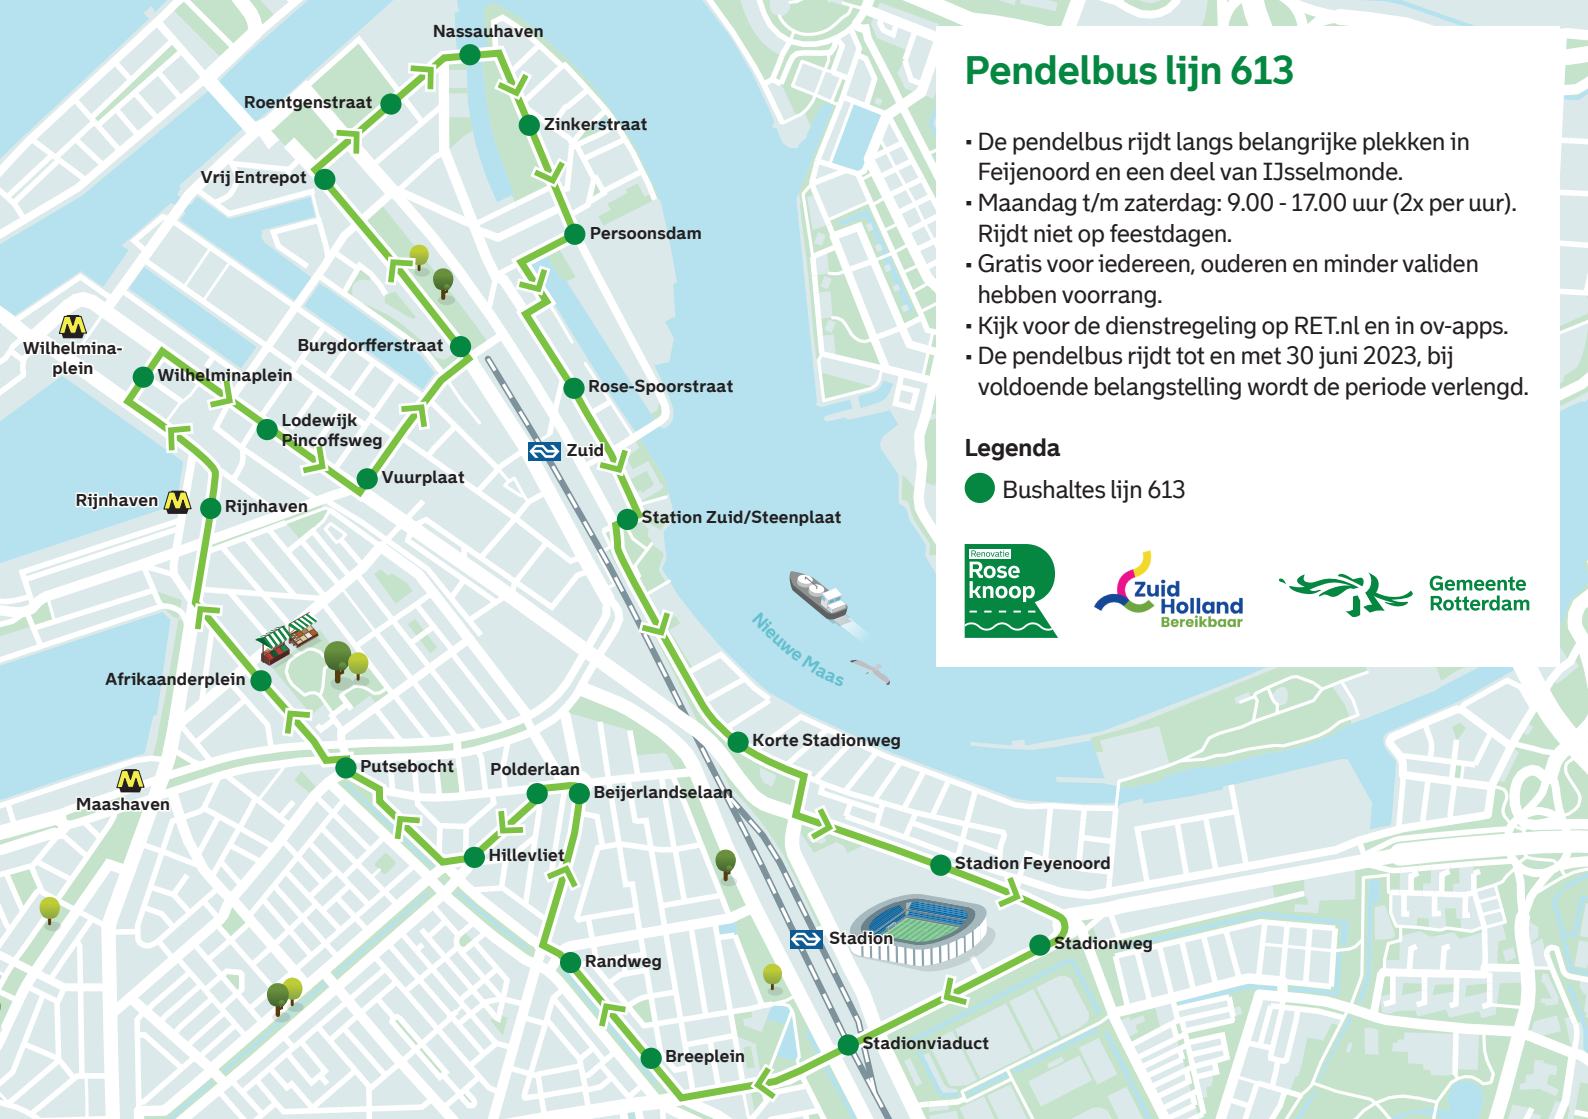 Pendelbus lijn 613
· De pendelbus rijdt langs belangrijke plekken in
Feijenoord en een deel van IJsselmonde.
· Maandag t/m zaterdag: 9.00 - 17.00 uur (2x per uur).
Rijdt niet op feestdagen.
· Gratis voor iedereen, ouderen en minder validen
hebben voorrang.
· Kijk voor de dienstregeling op RET.nl en in ov-apps.
· De pendelbus rijdt tot en met 30 juni 2023, bij
voldoende belangstelling wordt de periode verlengd.
Legenda
Bushaltes lijn 613
Renovatie
Rose
knoop
Zuid
Holland
Bereikbaar
Gemeente
Rotterdam
Nassauhaven
Roentgenstraat
Zinkerstraat
Vrij Entrepot
Persoonsdam
M
Wilhelmina-
plein
Wilhelminaplein
Burgdorfferstraat
Rose-Spoorstraat
Lodewijk
Pincoffsweg
Zuid
Vuurplaat
Rijnhaven
M
Rijnhaven
Station Zuid/Steenplaat
Nieuwe Maas
Afrikaanderplein
Korte Stadionweg
Putsebocht
Polderlaan
Beijerlandselaan
M
Maashaven
Hillevliet
Stadion Feyenoord
Stadion
Stadionweg
Randweg
Stadionviaduct
Breeplein